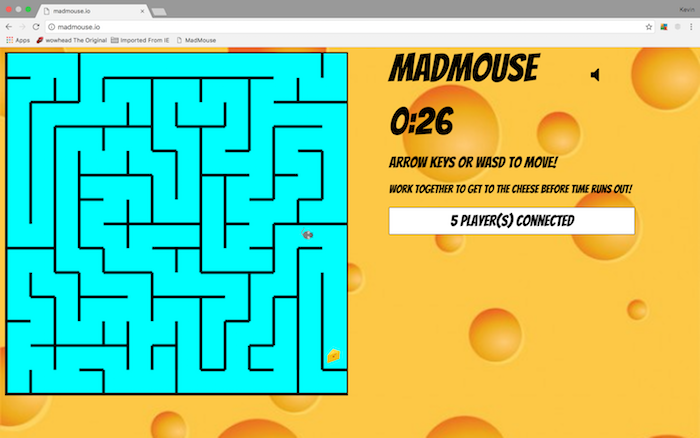 madmouse.io
Kevin
madmouse.io
Apps wowhead The Original Imported From IE MadMouse
MADMOUSE
0:26
ARROW KEYS OR WASD TO MOVE!
WORK TOGETHER TO GET TO THE CHEESE BEFORE TIME RUNS OUT!
5 PLAYER(S) CONNECTED